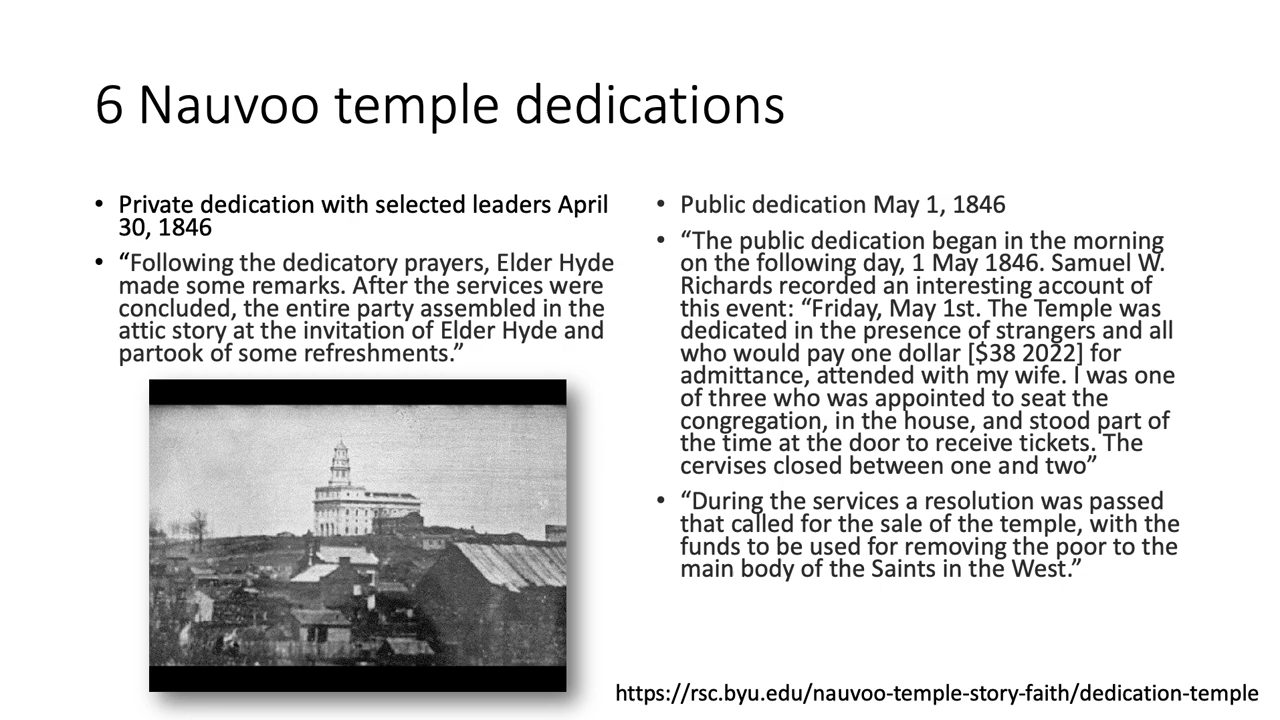 6 Nauvoo temple dedications
• Private dedication with selected leaders April
30, 1846
• “Following the dedicatory prayers, Elder Hyde
made some remarks. After the services were
concluded, the entire party assembled in the
attic story at the invitation of Elder Hyde and
partook of some refreshments.”
• Public dedication May 1, 1846
• “The public dedication began in the morning
on the following day, 1 May 1846. Samuel W.
Richards recorded an interesting account of
this event: “Friday, May 1st. The Temple was
dedicated in the presence of strangers and all
who would pay one dollar [$38 2022] for
admittance, attended with my wife. I was one
of three who was appointed to seat the
congregation, in the house, and stood part of
the time at the door to receive tickets. The
cervises closed between one and two”
• “During the services a resolution was passed
that called for the sale of the temple, with the
funds to be used for removing the poor to the
main body of the Saints in the West.”
https://rsc.byu.edu/nauvoo-temple-story-faith/dedication-temple